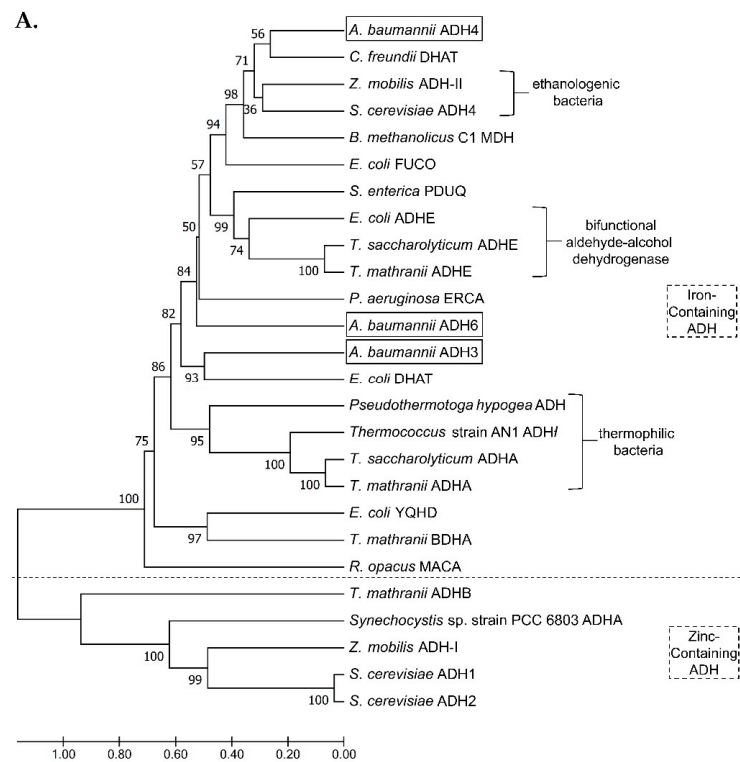 A.
56
A. baumannii ADH4
C. freundii DHAT
71
Z. mobilis ADH-II
ethanologenic
bacteria
98
36
S. cerevisiae ADH4
94
B. methanolicus C1 MDH
57
E. coli FUCO
S. enterica PDUQ
99
E. coli ADHE
bifunctional
aldehyde-alcohol
dehydrogenase
50
74
T. saccharolyticum ADHE
100
T. mathranii ADHE
84
P. aeruginosa ERCA
Iron-
Containing
ADH
82
A. baumannii ADH6
A. baumannii ADH3
86
93
E. coli DHAT
Pseudothermotoga hypogea ADH
75
95
Thermococcus strain AN1 ADHI
thermophilic
bacteria
100
T. saccharolyticum ADHA
100
T. mathranii ADHA
100
E. coli YQHD
97
T. mathranii BDHA
R. opacus MACA
T. mathranii ADHB
Synechocystis sp. strain PCC 6803 ADHA
Zinc-
Containing
ADH
100
Z. mobilis ADH-I
99
S. cerevisiae ADH1
100
S. cerevisiae ADH2
1.00 0.80 0.60 0.40 0.20 0.00